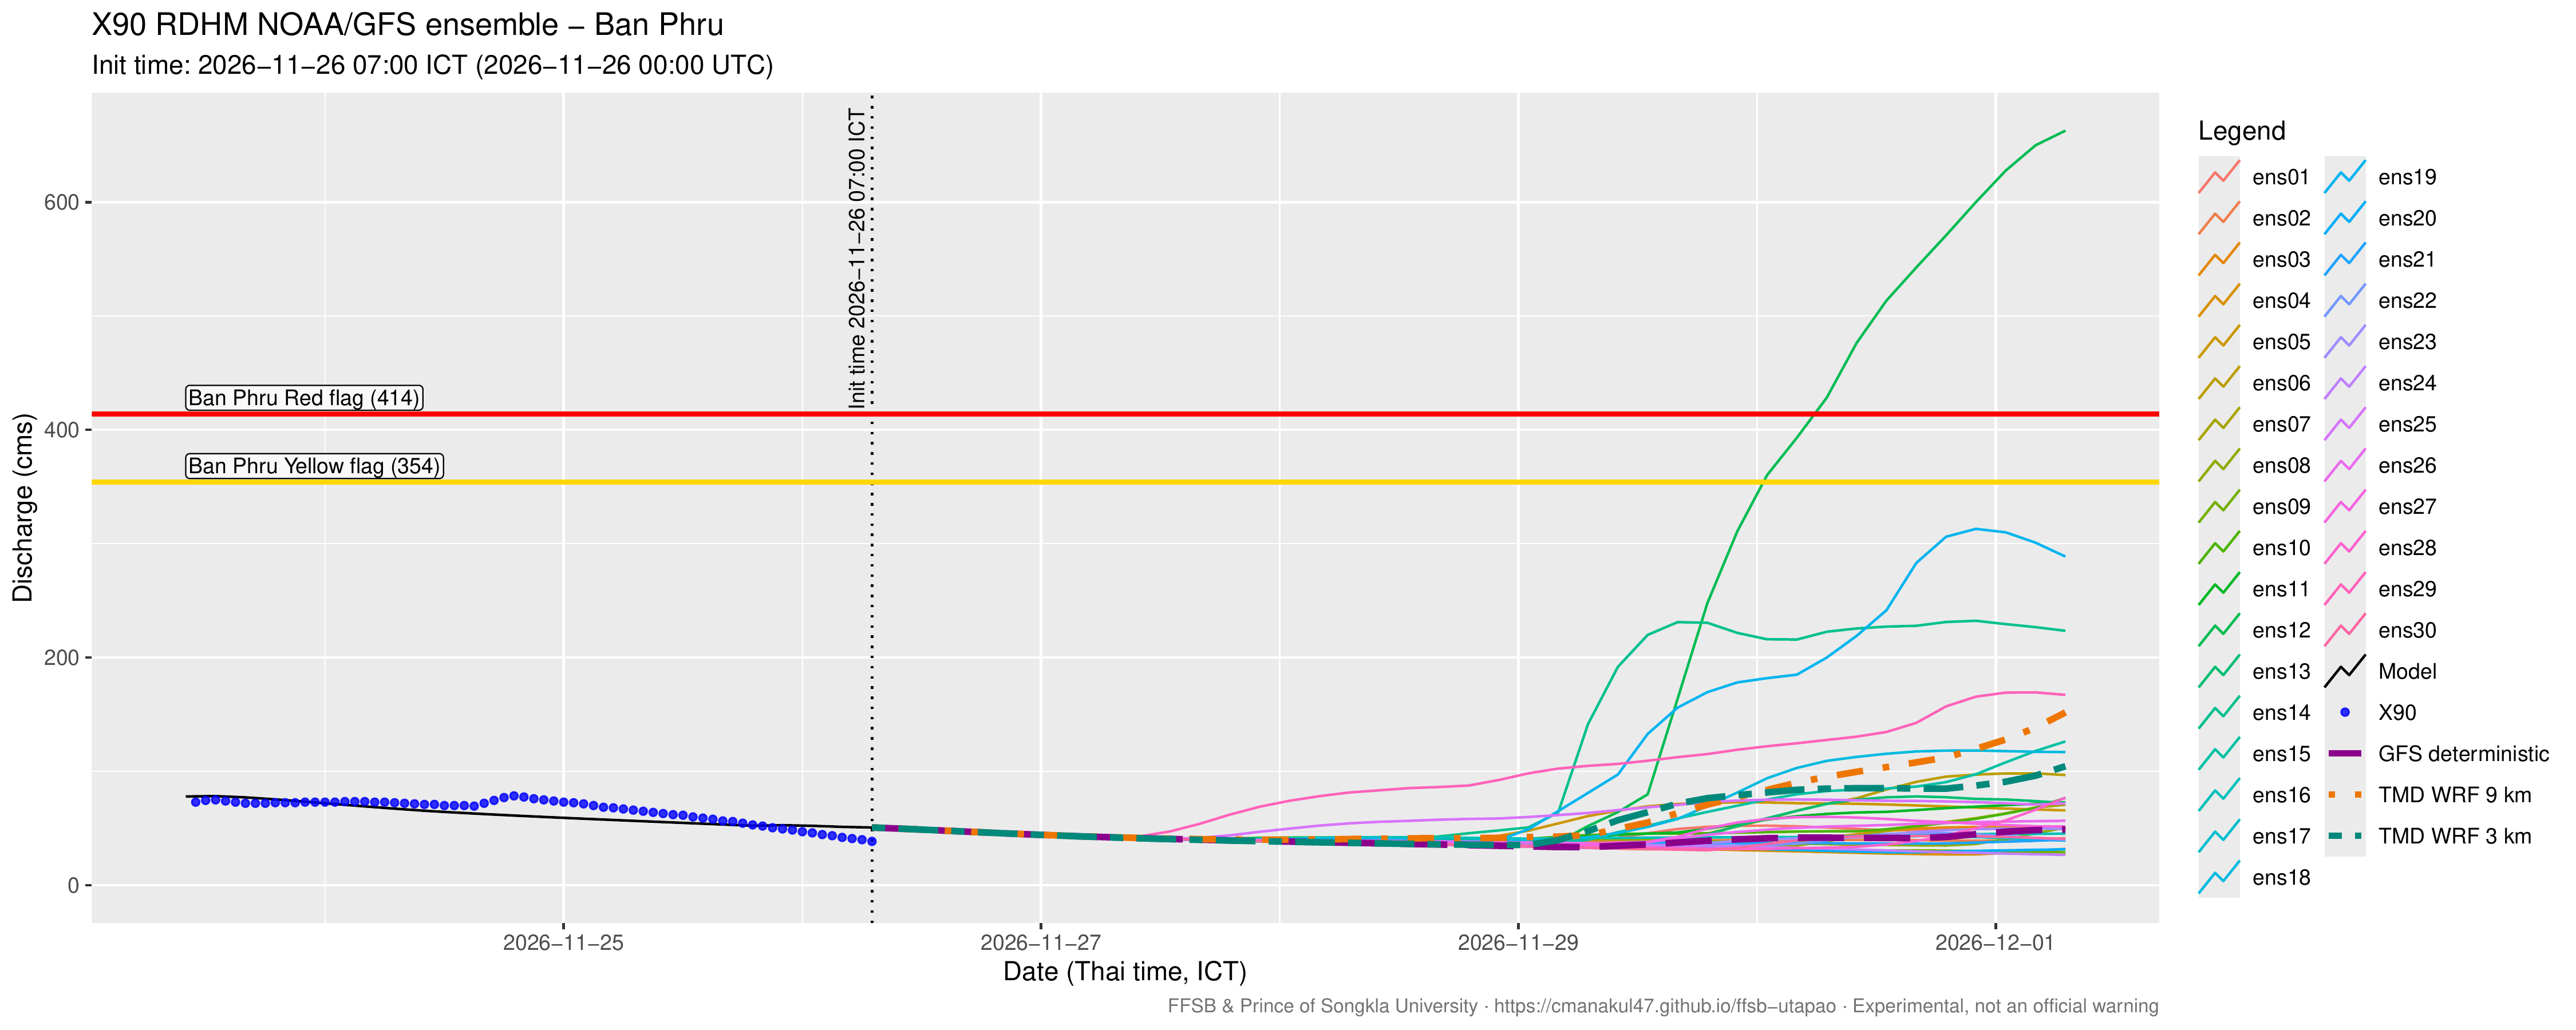 X90 RDHM NOAA/GFS ensemble – Ban Phru
Init time: 2026–11–26 07:00 ICT (2026–11–26 00:00 UTC)
Init time 2026–11–26 07:00 ICT
Ban Phru Red flag (414)
Ban Phru Yellow flag (354)
Discharge (cms)
600
400
200
0
2026–11–25
2026–11–27
2026–11–29
2026–12–01
Date (Thai time, ICT)
Legend
ens01
ens02
ens03
ens04
ens05
ens06
ens07
ens08
ens09
ens10
ens11
ens12
ens13
ens14
ens15
ens16
ens17
ens18
ens19
ens20
ens21
ens22
ens23
ens24
ens25
ens26
ens27
ens28
ens29
ens30
Model
X90
GFS deterministic
TMD WRF 9 km
TMD WRF 3 km
FFSB & Prince of Songkla University · https://cmanakul47.github.io/ffsb–utapao · Experimental, not an official warning